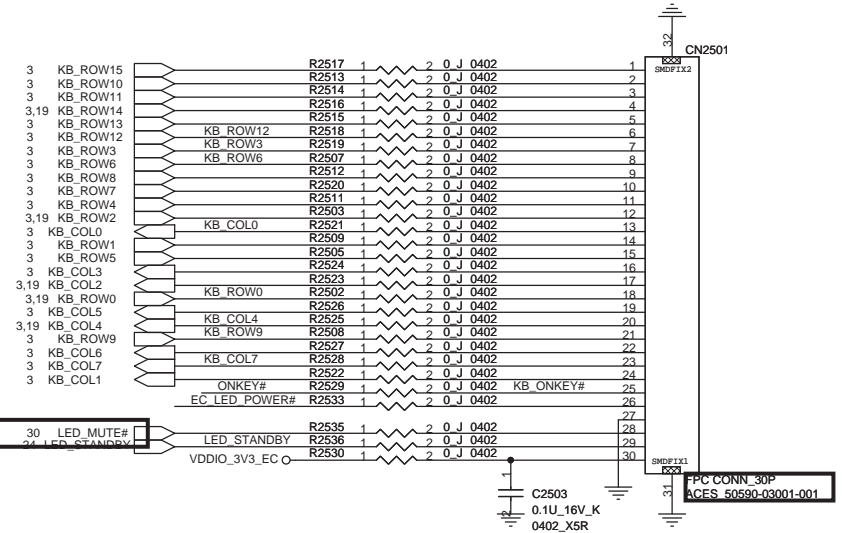 32
CN2501
3 KB_ROW15 R2517 1 2 0_J 0402 1 SMDFIX2
3 KB_ROW10 R2513 1 2 0_J 0402 2
3 KB_ROW11 R2514 1 2 0_J 0402 3
3,19 KB_ROW14 R2516 1 2 0_J 0402 4
3 KB_ROW13 R2515 1 2 0_J 0402 5
3 KB_ROW12 KB_ROW12 R2518 1 2 0_J 0402 6
3 KB_ROW3 KB_ROW3 R2519 1 2 0_J 0402 7
3 KB_ROW6 KB_ROW6 R2507 1 2 0_J 0402 8
3 KB_ROW8 R2512 1 2 0_J 0402 9
3 KB_ROW7 R2520 1 2 0_J 0402 10
3 KB_ROW4 R2511 1 2 0_J 0402 11
3,19 KB_ROW2 R2503 1 2 0_J 0402 12
3 KB_COL0 KB_COL0 R2521 1 2 0_J 0402 13
3 KB_ROW1 R2509 1 2 0_J 0402 14
3 KB_ROW5 R2505 1 2 0_J 0402 15
3 KB_COL3 R2524 1 2 0_J 0402 16
3,19 KB_COL2 R2523 1 2 0_J 0402 17
3,19 KB_ROW0 KB_ROW0 R2502 1 2 0_J 0402 18
3 KB_COL5 R2526 1 2 0_J 0402 19
3,19 KB_COL4 KB_COL4 R2525 1 2 0_J 0402 20
3 KB_ROW9 KB_ROW9 R2508 1 2 0_J 0402 21
3 KB_COL6 R2527 1 2 0_J 0402 22
3 KB_COL7 KB_COL7 R2528 1 2 0_J 0402 23
3 KB_COL1 R2522 1 2 0_J 0402 24
ONKEY# R2529 1 2 0_J 0402 KB_ONKEY# 25
EC_LED_POWER# R2533 1 2 0_J 0402 26
27
30 LED_MUTE# R2535 1 2 0_J 0402 28
24 LED_STANDBY LED_STANDBY R2536 1 2 0_J 0402 29
VDDIO_3V3_EC R2530 1 2 0_J 0402 30 SMDFIX1
31
FPC CONN_30P
ACES_50590-03001-001
1
2
C2503
0.1U_16V_K
0402_X5R